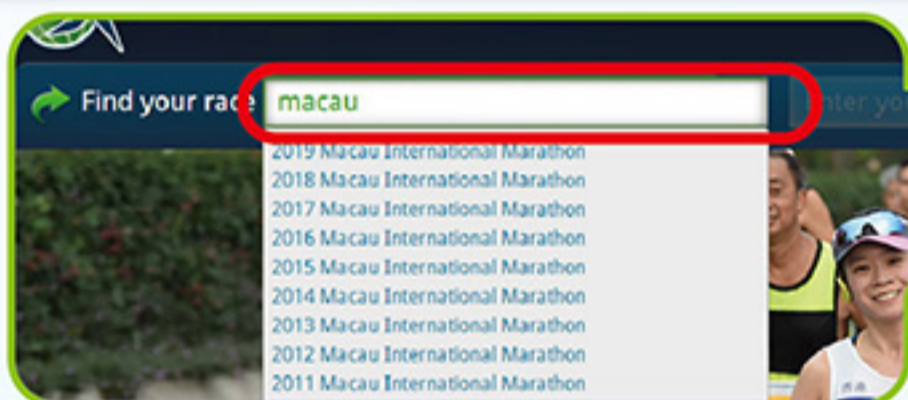 Find your race
macau
2019 Macau International Marathon
2018 Macau International Marathon
2017 Macau International Marathon
2016 Macau International Marathon
2015 Macau International Marathon
2014 Macau International Marathon
2013 Macau International Marathon
2012 Macau International Marathon
2011 Macau International Marathon